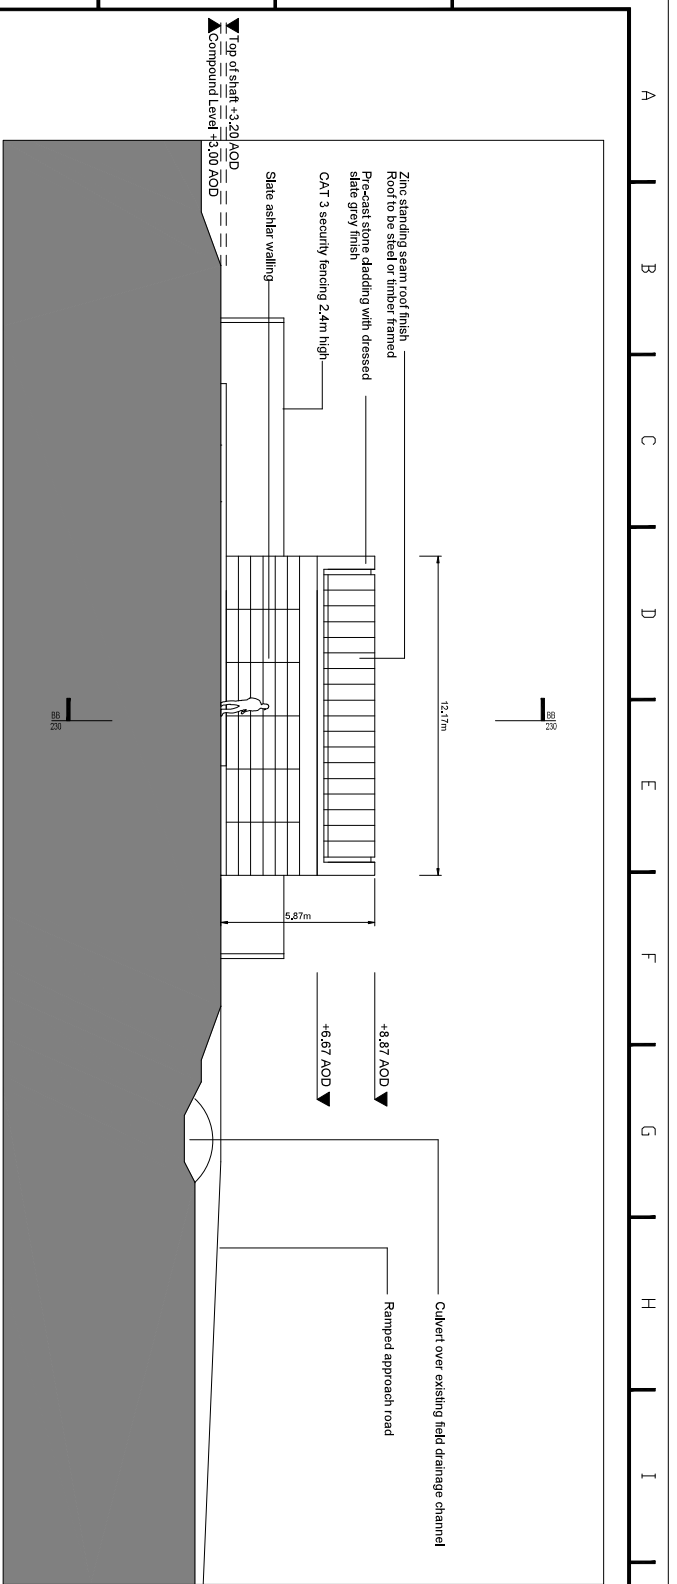 A
B
C
D
E
F
G
H
I
Top of shaft +3.20 AOD
Compound Level +3.00 AOD
Zinc standing seam roof finish
Roof to be steel or timber framed
Pre-cast stone cladding with dressed
slate grey finish
CAT 3 security fencing 2.4m high
Slate ashlar walling
12.17m
5.87m
BB
230
BB
230
+8.87 AOD
+6.67 AOD
Culvert over existing field drainage channel
Ramped approach road